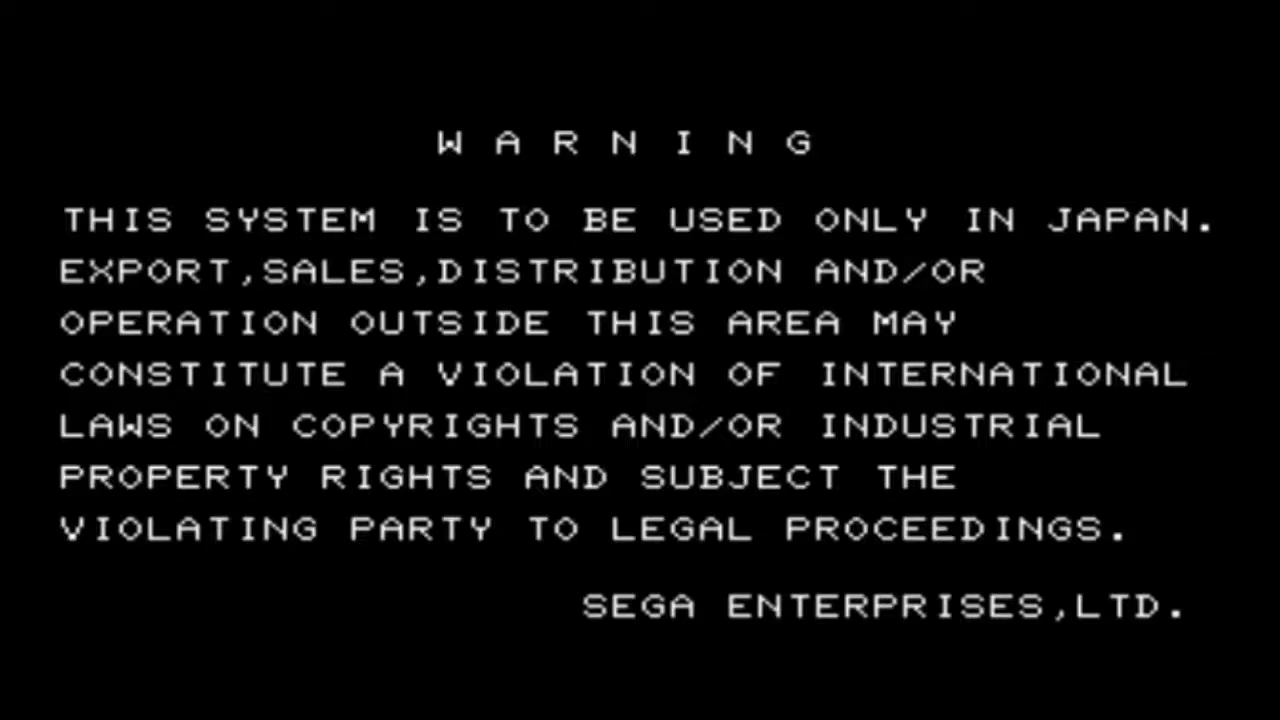 W A R N I N G
THIS SYSTEM IS TO BE USED ONLY IN JAPAN.
EXPORT,SALES,DISTRIBUTION AND/OR
OPERATION OUTSIDE THIS AREA MAY
CONSTITUTE A VIOLATION OF INTERNATIONAL
LAWS ON COPYRIGHTS AND/OR INDUSTRIAL
PROPERTY RIGHTS AND SUBJECT THE
VIOLATING PARTY TO LEGAL PROCEEDINGS.
SEGA ENTERPRISES,LTD.